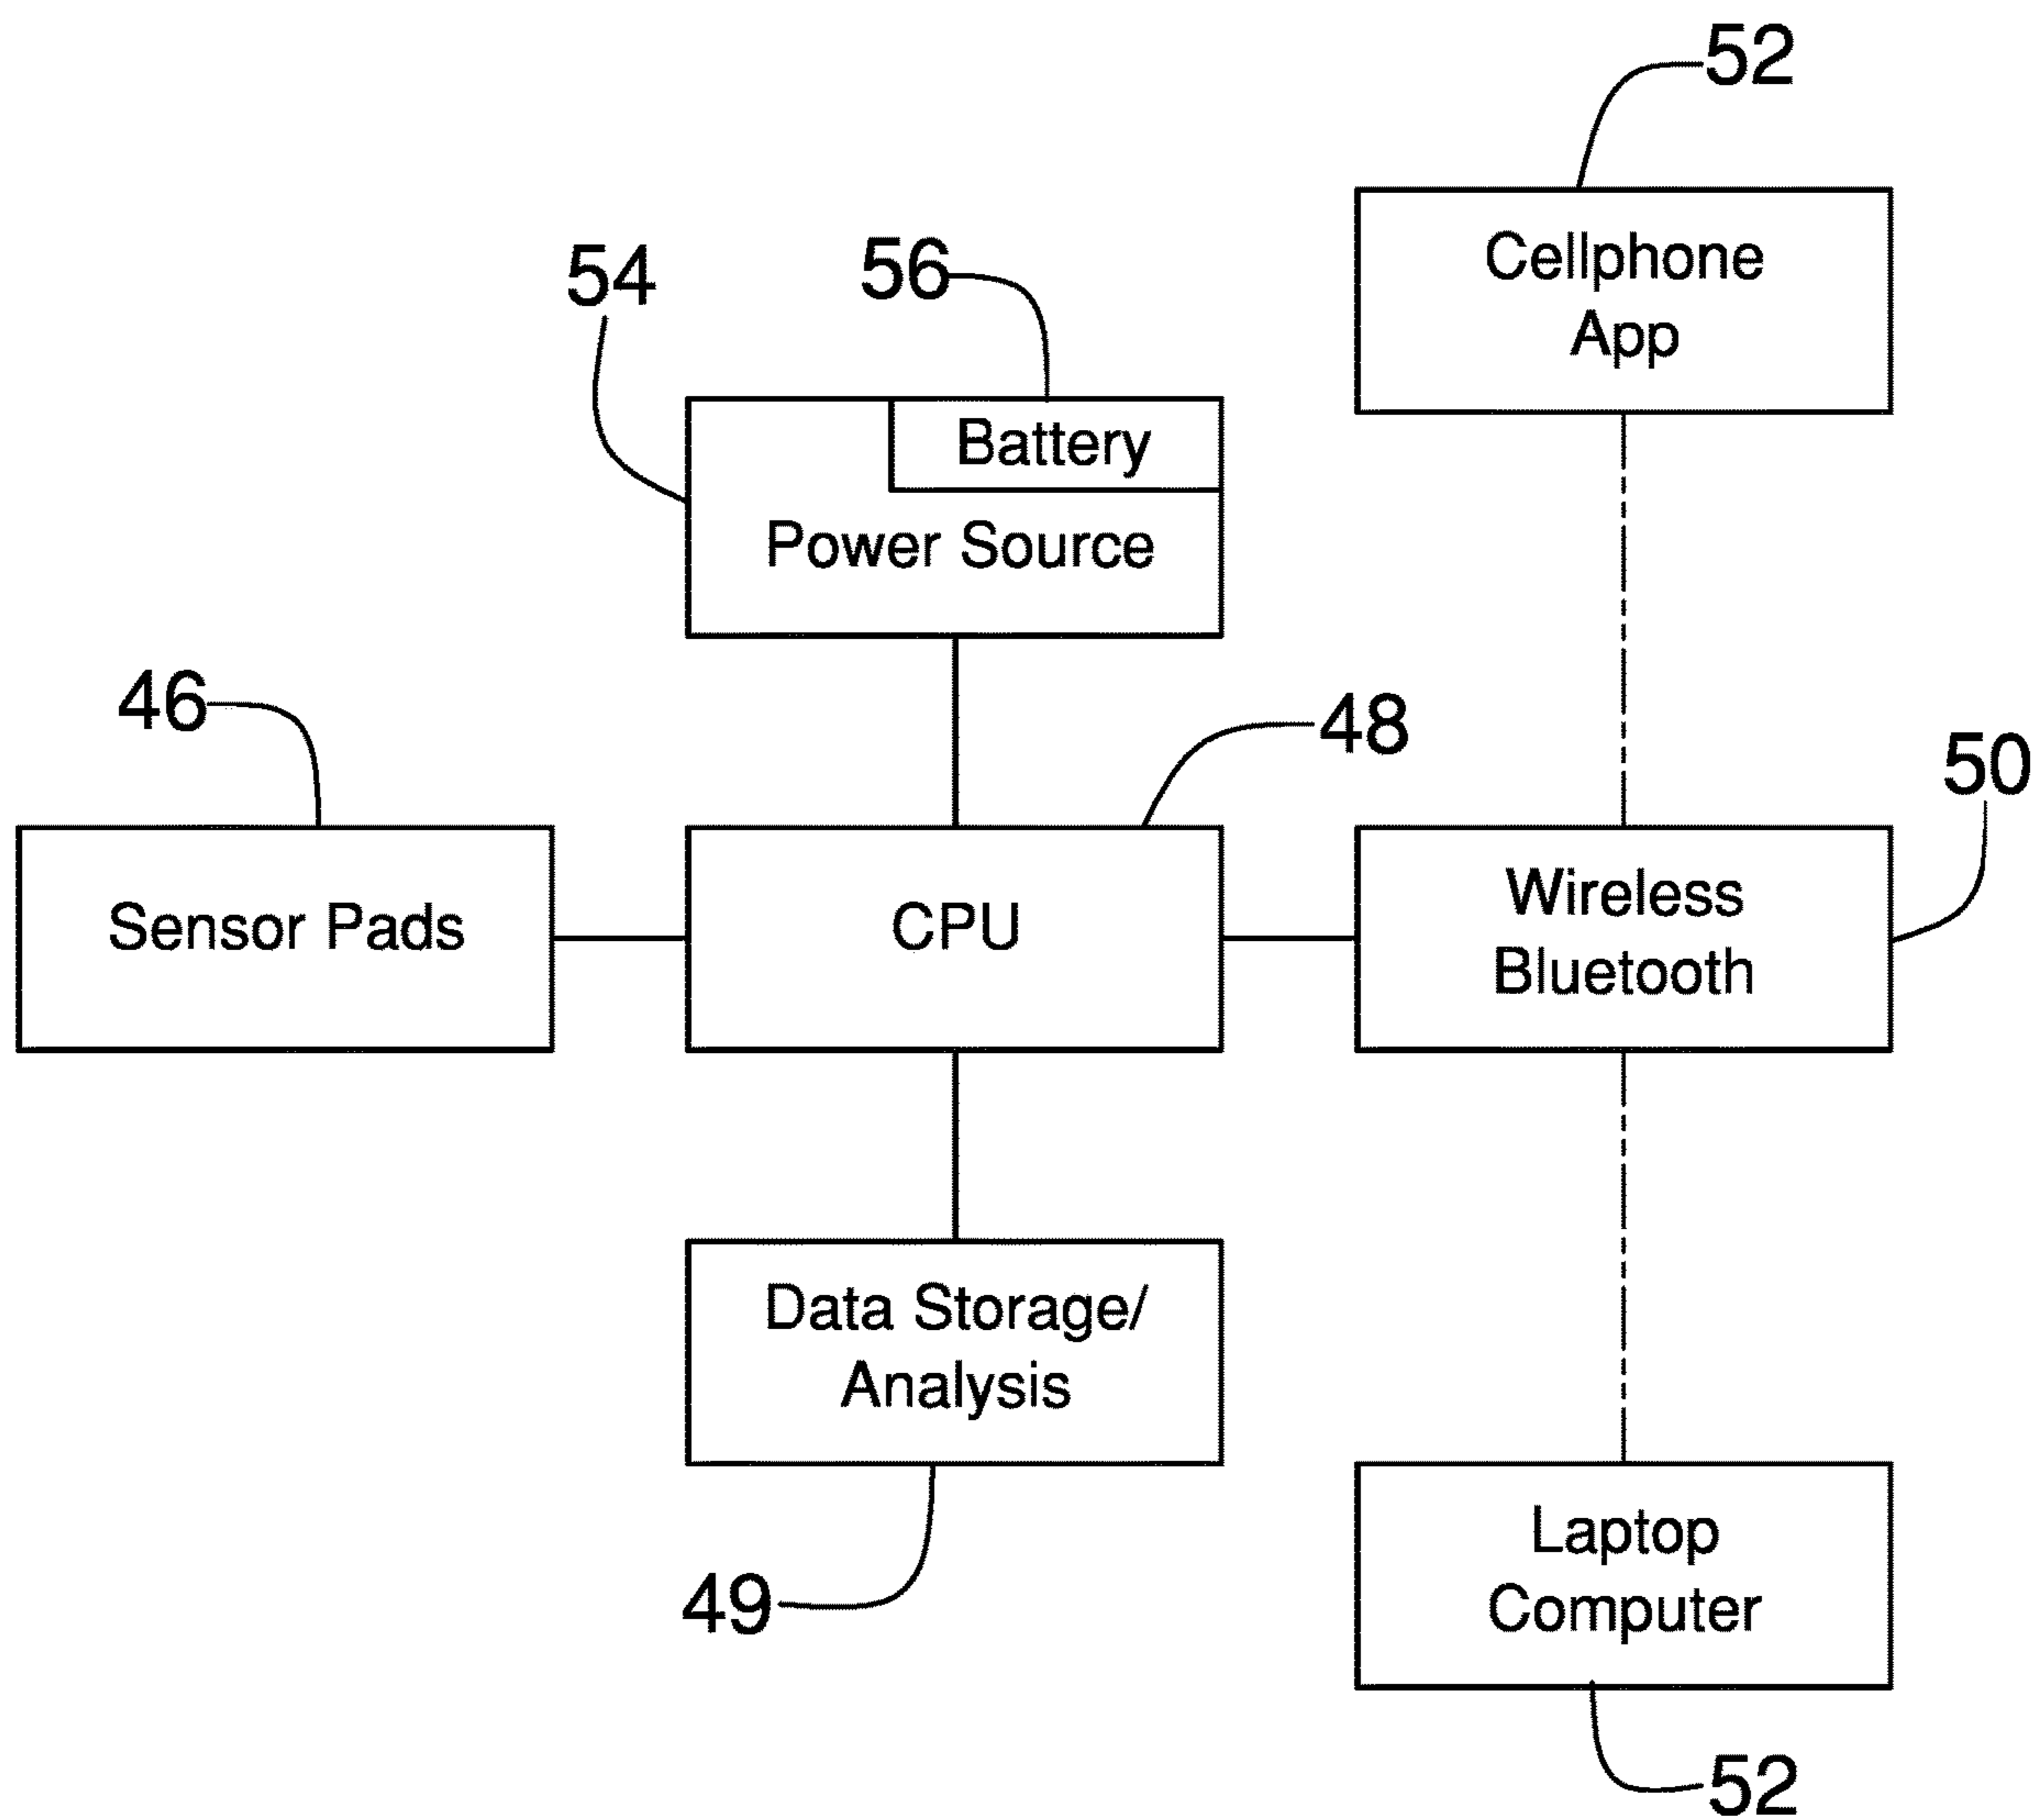 52
Cellphone
App
54
56
Battery
Power Source
46
48
50
Sensor Pads
CPU
Wireless
Bluetooth
Data Storage/
Analysis
49
Laptop
Computer
52